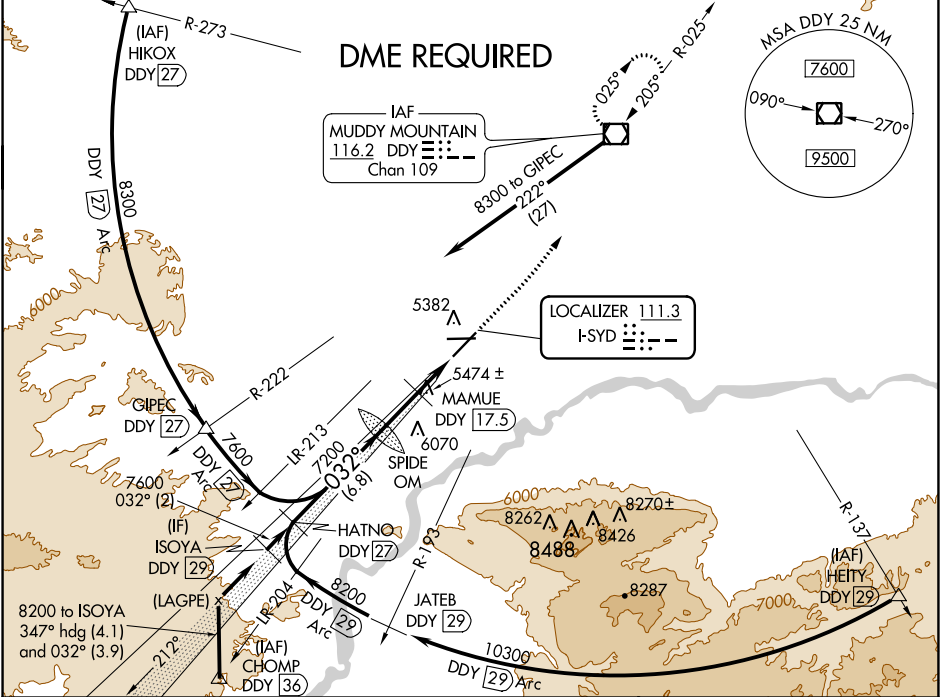 R-273
(IAF)
HIKOX
DDY 27
DME REQUIRED
025°
205°
R-025
MSA DDY 25 NM
7600
090°
270°
9500
IAF
MUDDY MOUNTAIN
116.2 DDY
Chan 109
8300 to GIPEC
222°
(27)
DDY 27 Arc
8300
6000
5382
LOCALIZER 111.3
I-SYD
R-222
GIPEC
DDY 27
5474 ±
MAMUE
DDY 17.5
6070
LR-213
7600
DDY 27
Arc
7200
032°
(6.8)
SPIDE
OM
7600
032° (2)
(IF)
ISOYA
DDY 29
HATNO
DDY 27
R-193
6000
8262
8270±
8426
8488
8287
7000
R-137
(IAF)
HEITY
DDY 29
(LAGPE)
LR-204
8200
DDY 29
Arc
JATEB
DDY 29
8200 to ISOYA
347° hdg (4.1)
and 032° (3.9)
212°
(IAF)
CHOMP
DDY 36
10300
DDY 29 Arc